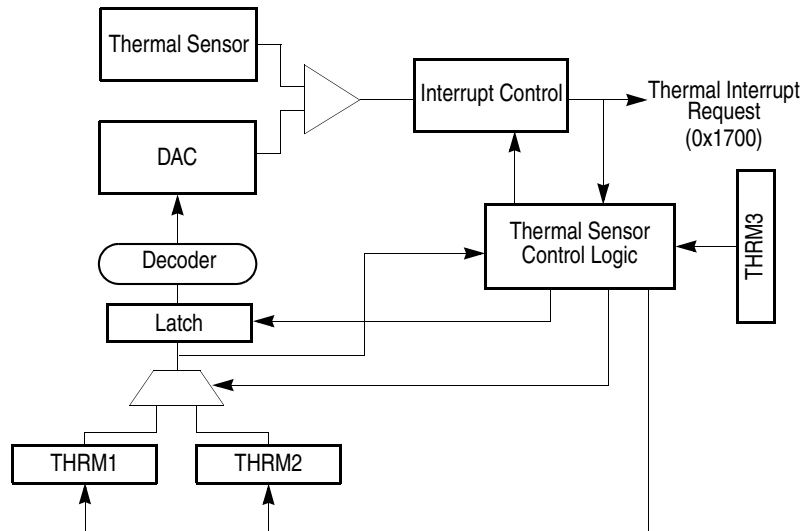 Thermal Sensor
Interrupt Control
Thermal Interrupt
Request
(0x1700)
DAC
Thermal Sensor
Control Logic
THRM3
Decoder
Latch
THRM1
THRM2